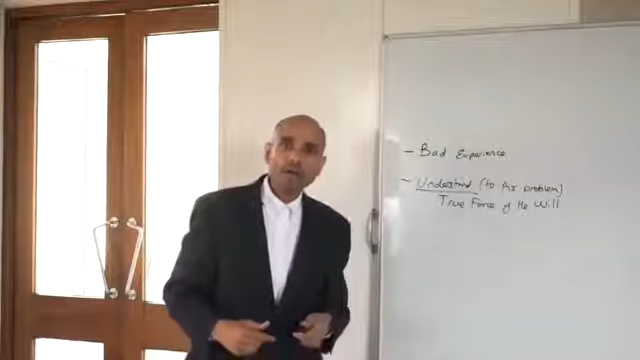 - Bad Experience
- Understand (to fix problem)
True Force of the Will